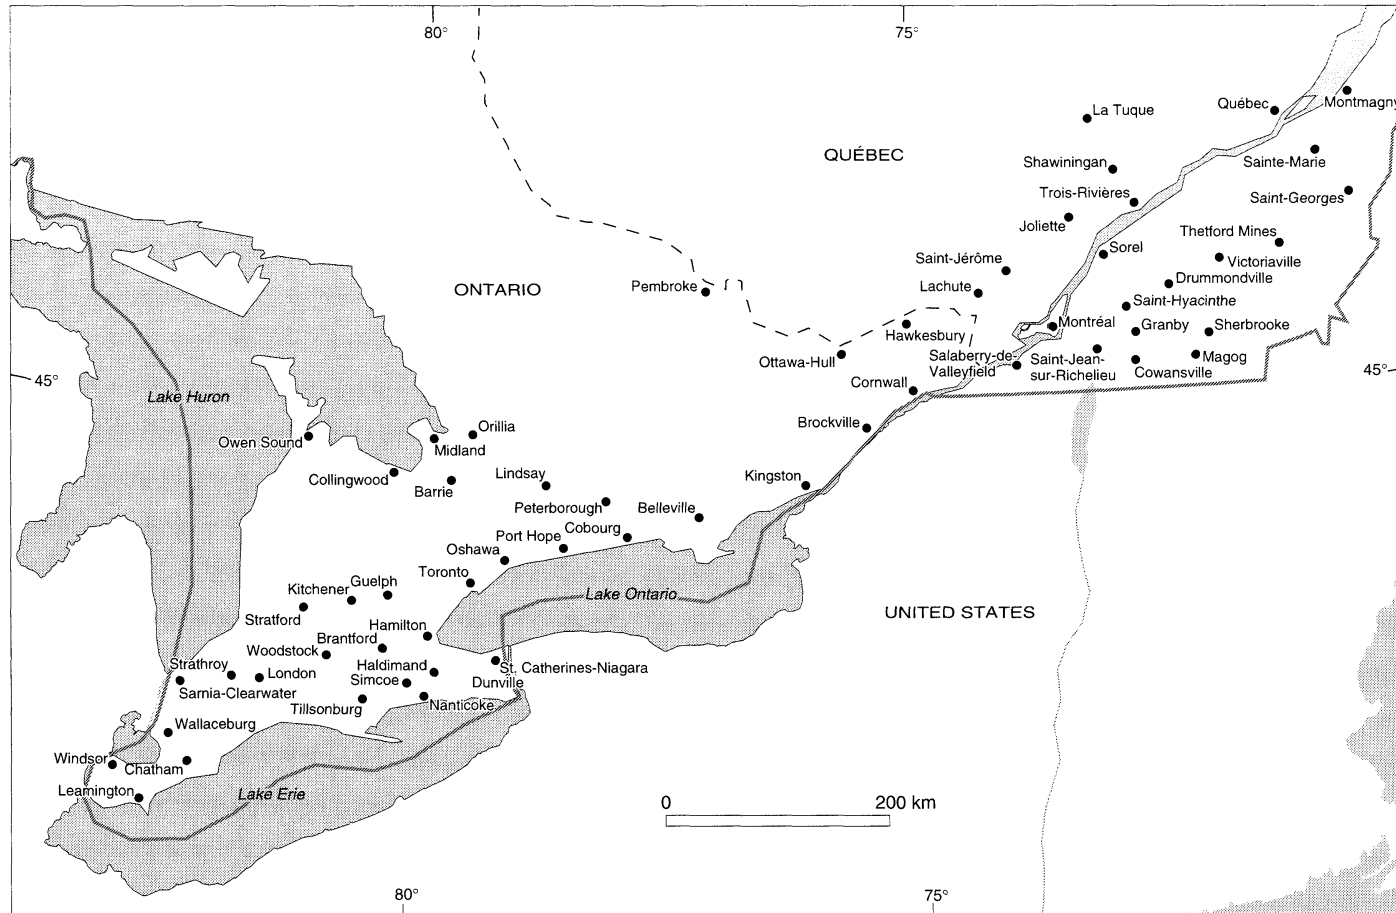 80°
75°
La Tuque
Québec
Montmagny
QUÉBEC
Shawiningan
Sainte-Marie
Trois-Rivières
Saint-Georges
Joliette
Thetford Mines
Sorel
Saint-Jérôme
Victoriaville
Drummondville
Pembroke
ONTARIO
Lachute
Saint-Hyacinthe
Montréal
Granby
Sherbrooke
Hawkesbury
Ottawa-Hull
Salaberry-de-
Valleyfield
Saint-Jean-
sur-Richelieu
Magog
Cowansville
45°
45°
Cornwall
Lake Huron
Brockville
Orillia
Owen Sound
Midland
Collingwood
Barrie
Lindsay
Kingston
Peterborough
Belleville
Cobourg
Port Hope
Oshawa
Toronto
Guelph
Kitchener
Lake Ontario
Stratford
UNITED STATES
Hamilton
Brantford
Woodstock
Strathroy
London
Haldimand
St. Catherines-Niagara
Simcoe
Dunville
Sarnia-Clearwater
Tillsonburg
Nanticoke
Wallaceburg
Windsor
Chatham
Leamington
Lake Erie
0
200 km
80°
75°